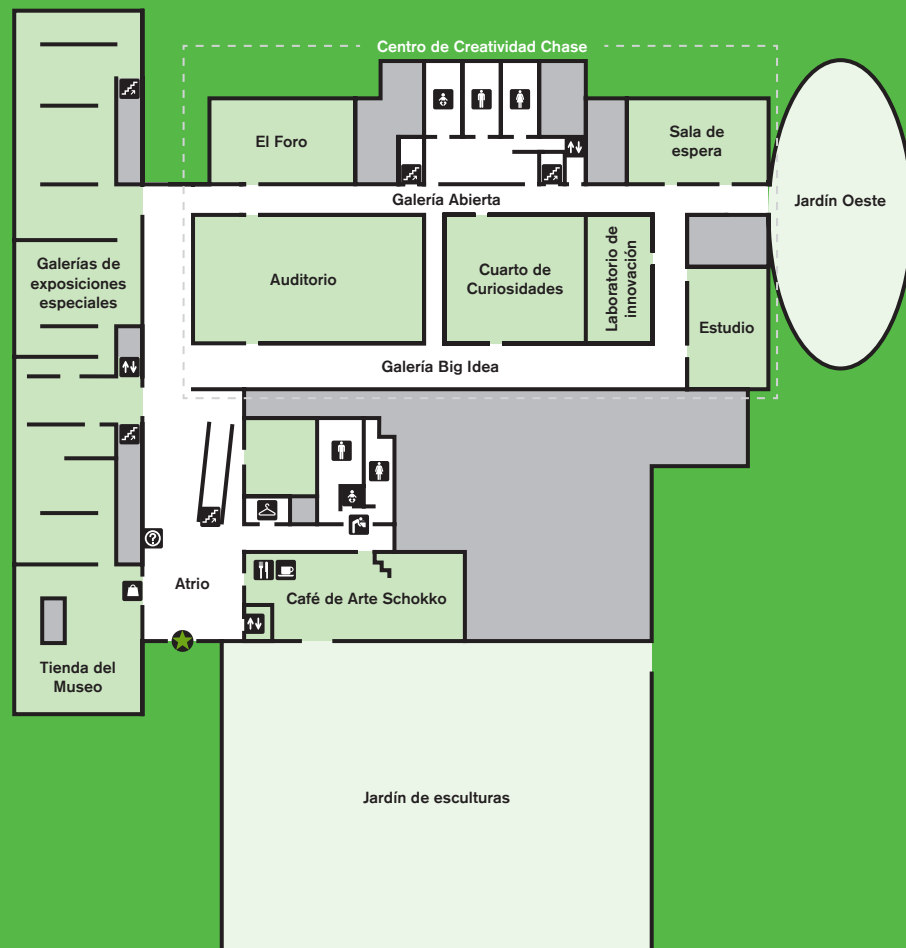 Centro de Creatividad Chase
El Foro
Sala de
espera
Galería Abierta
Jardín Oeste
Galerías de
exposiciones
especiales
Auditorio
Cuarto de
Curiosidades
Laboratorio de
innovación
Estudio
Galería Big Idea
?
Atrio
Café de Arte Schokko
Tienda del
Museo
Jardín de esculturas